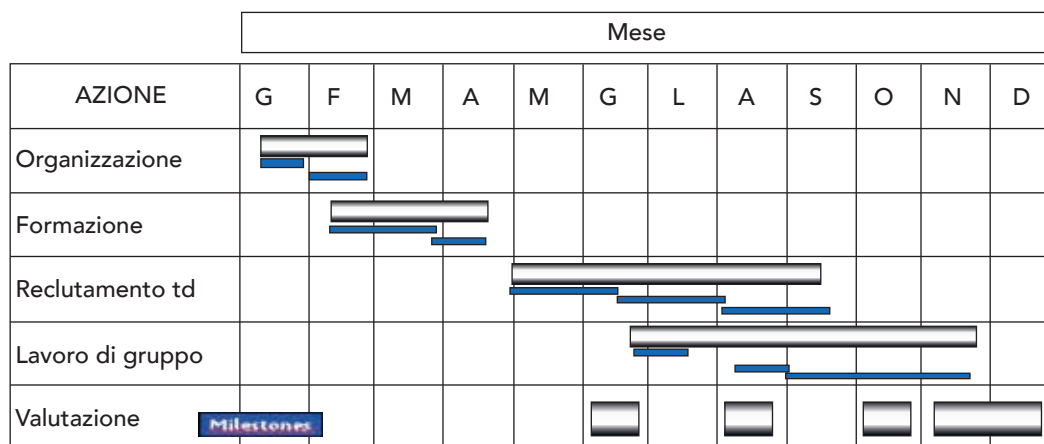 Mese
AZIONE G F M A M G L A S O N D
Organizzazione
Formazione
Reclutamento td
Lavoro di gruppo
Valutazione
Milestones